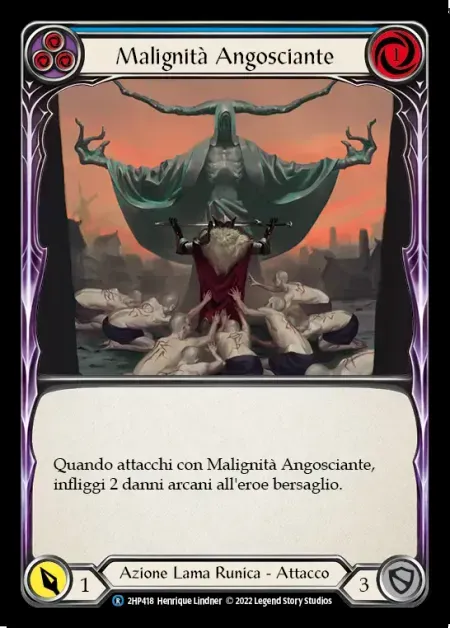 Malignità Angosciante
1
Quando attacchi con Malignità Angosciante,
infliggi 2 danni arcani all'eroe bersaglio.
1
Azione Lama Runica - Attacco
3
R 2HP418 Henrique Lindner © 2022 Legend Story Studios